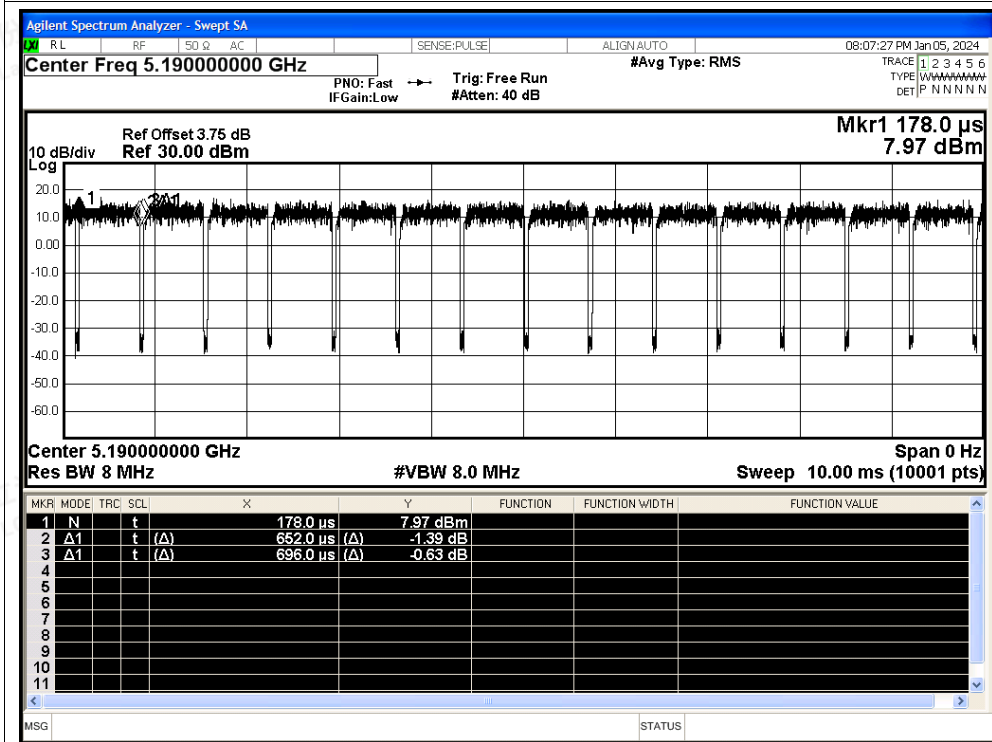 Agilent Spectrum Analyzer - Swept SA
LXI RL RF 50 Ω AC SENSE:PULSE ALIGN AUTO 08:07:27 PM Jan 05, 2024
Center Freq 5.190000000 GHz #Avg Type: RMS TRACE 1 2 3 4 5 6
PNO: Fast Trig: Free Run TYPE WWWWWW
IFGain:Low #Atten: 40 dB DET P N N N N N
Mkr1 178.0 µs
Ref Offset 3.75 dB
10 dB/div Ref 30.00 dBm 7.97 dBm
Log
20.0
1
10.0
0.00
-10.0
-20.0
-30.0
-40.0
-50.0
-60.0
Center 5.190000000 GHz Span 0 Hz
Res BW 8 MHz #VBW 8.0 MHz Sweep 10.00 ms (10001 pts)
MKR MODE TRC SCL X Y FUNCTION FUNCTION WIDTH FUNCTION VALUE
1 N t 178.0 µs 7.97 dBm
2 Δ1 t (Δ) 652.0 µs (Δ) -1.39 dB
3 Δ1 t (Δ) 696.0 µs (Δ) -0.63 dB
4
5
6
7
8
9
10
11
MSG STATUS